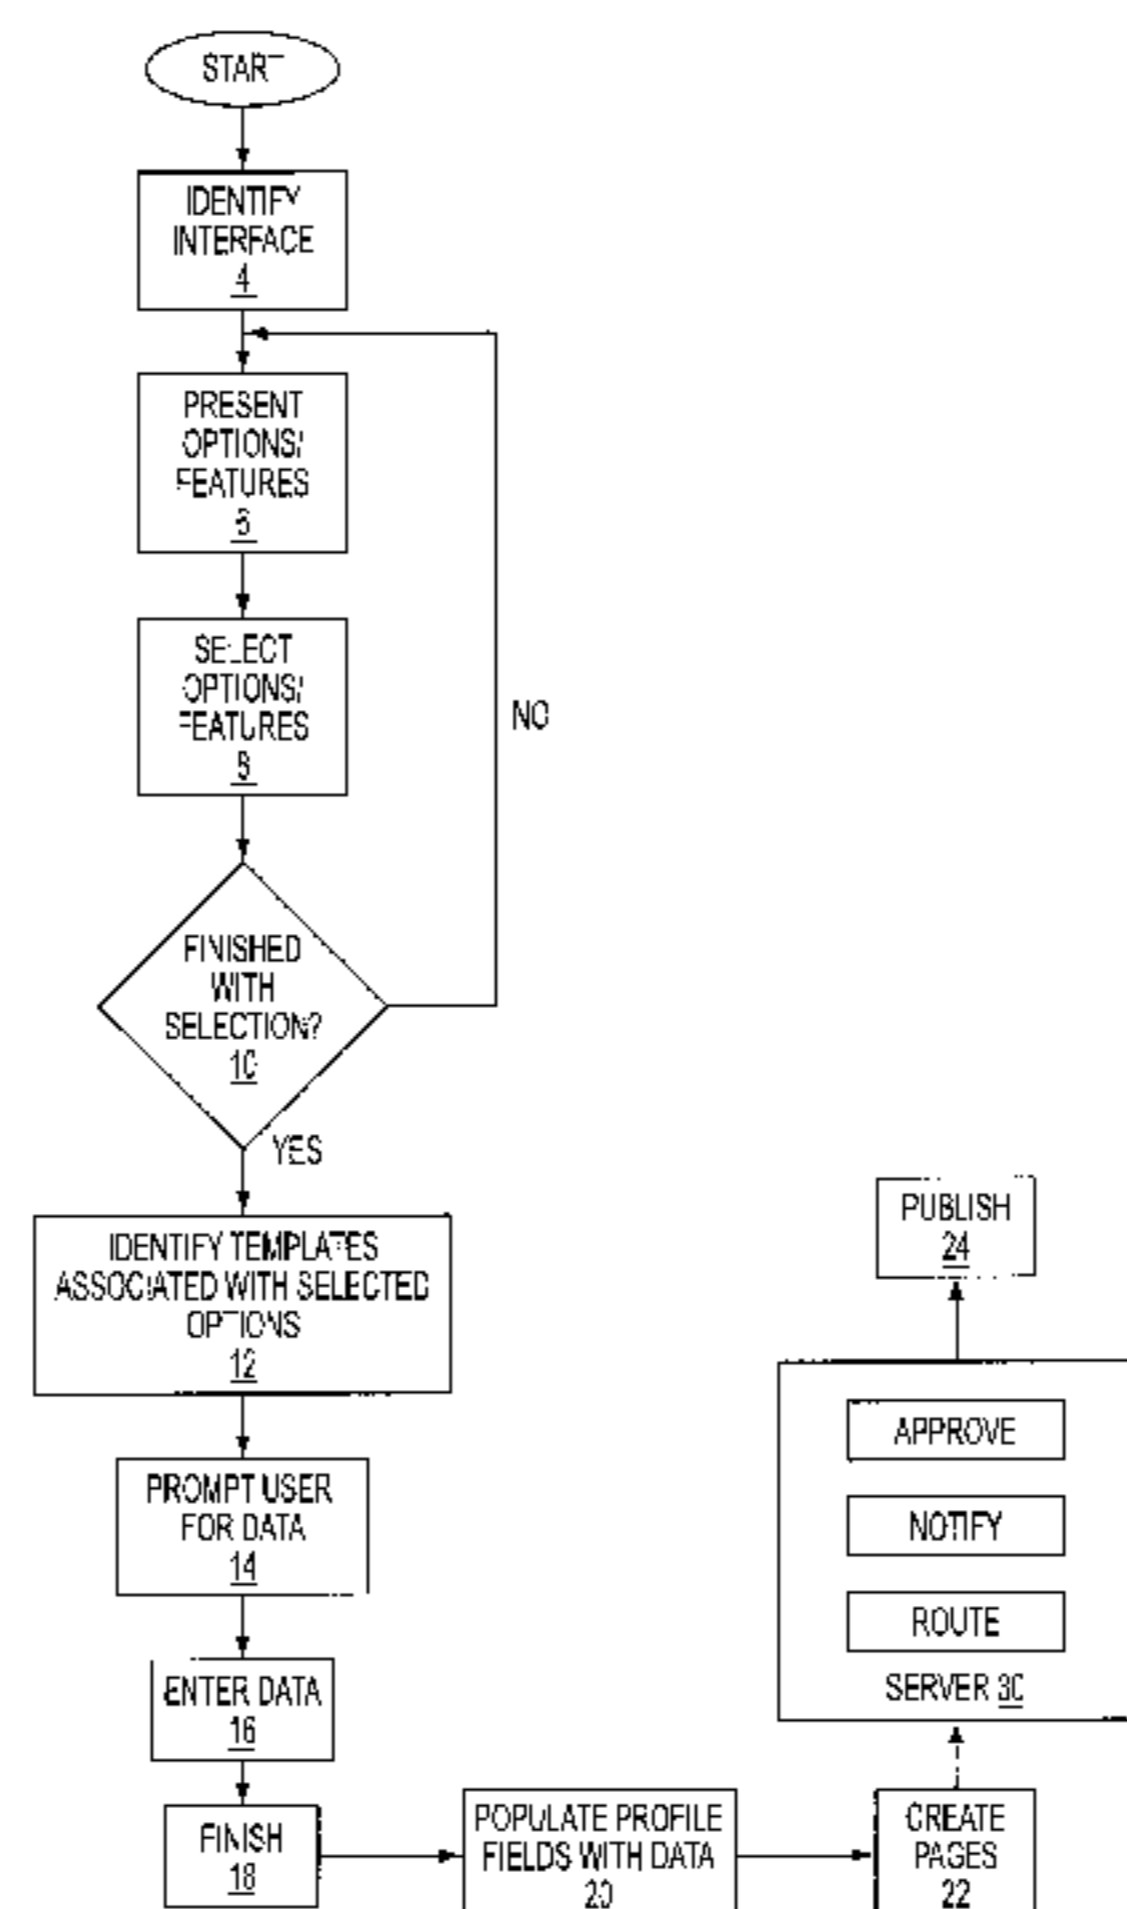 START
IDENTIFY
INTERFACE
4
PRESENT
OPTIONS/
FEATURES
6
SELECT
OPTIONS/
FEATURES
8
NO
FINISHED
WITH
SELECTION?
10
YES
IDENTIFY TEMPLATES
ASSOCIATED WITH SELECTED
OPTIONS
12
PROMPT USER
FOR DATA
14
ENTER DATA
16
FINISH
18
POPULATE PROFILE
FIELDS WITH DATA
20
CREATE
PAGES
22
PUBLISH
24
APPROVE
NOTIFY
ROUTE
SERVER 30